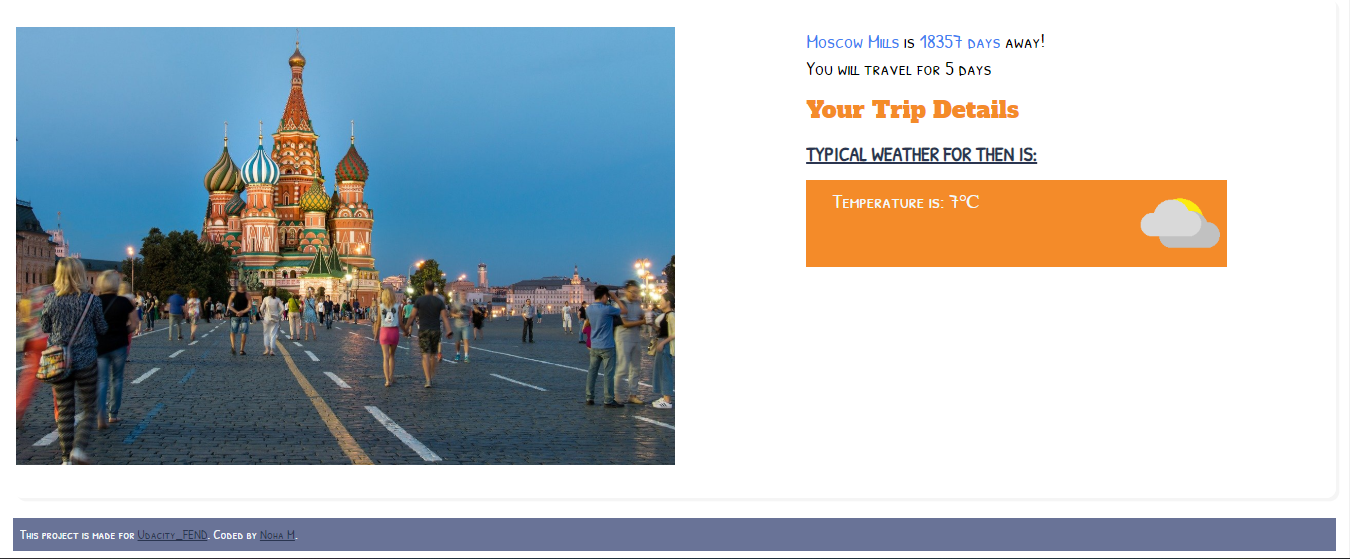 Moscow Mills is 18357 days away!
You will travel for 5 days
Your Trip Details
TYPICAL WEATHER FOR THEN IS:
Temperature is: 7°C
This project is made for Udacity_FEND. Coded by Noha M.